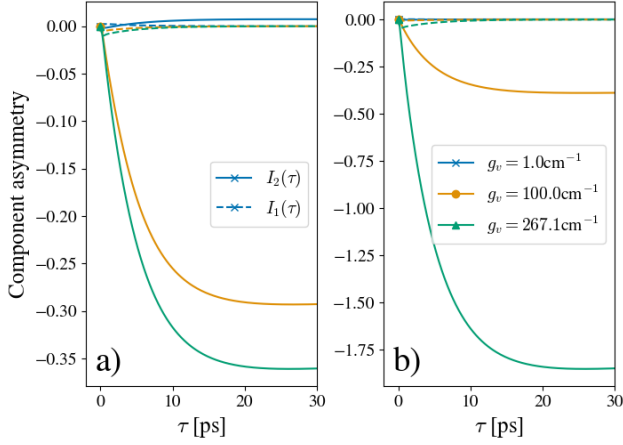 Component asymmetry
0.00
−0.05
−0.10
−0.15
−0.20
−0.25
−0.30
−0.35
I₂(τ)
I₁(τ)
a)
0
10
20
30
τ [ps]
0.00
−0.25
−0.50
−0.75
−1.00
−1.25
−1.50
−1.75
gᵥ = 1.0cm⁻¹
gᵥ = 100.0cm⁻¹
gᵥ = 267.1cm⁻¹
b)
0
10
20
30
τ [ps]